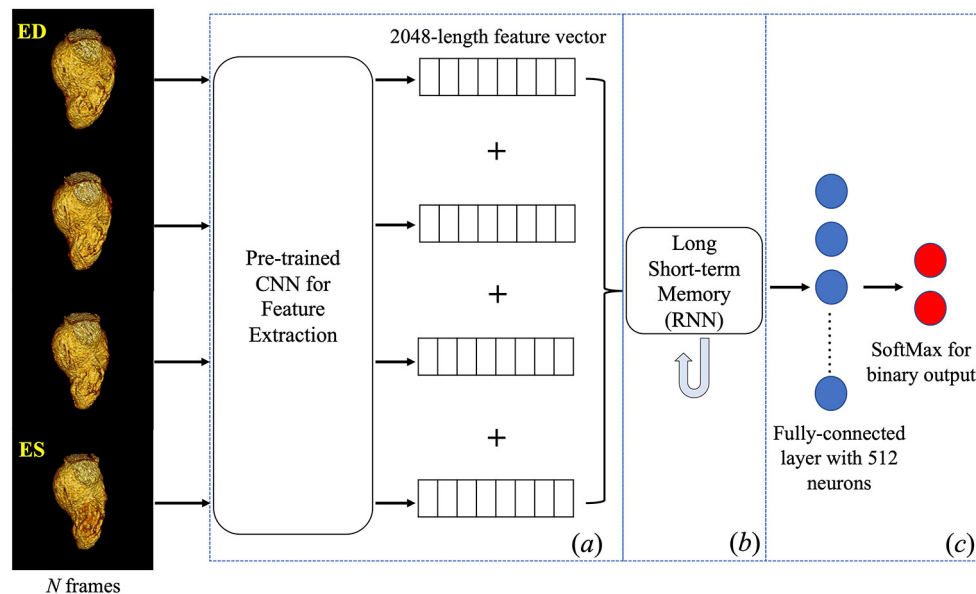 ED
2048-length feature vector
+
Pre-trained
CNN for
Feature
Extraction
+
Long
Short-term
Memory
(RNN)
SoftMax for
binary output
+
ES
Fully-connected
layer with 512
neurons
(a)
(b)
(c)
N frames